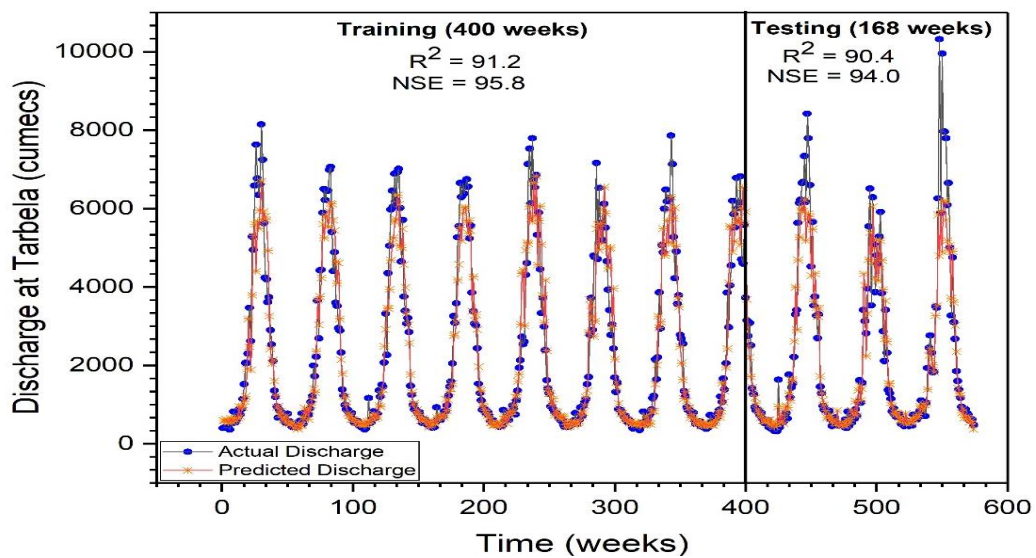 Training (400 weeks)
R² = 91.2
NSE = 95.8
Testing (168 weeks)
R² = 90.4
NSE = 94.0
Discharge at Tarbela (cumecs)
10000
8000
6000
4000
2000
0
Actual Discharge
Predicted Discharge
0 100 200 300 400 500 600
Time (weeks)